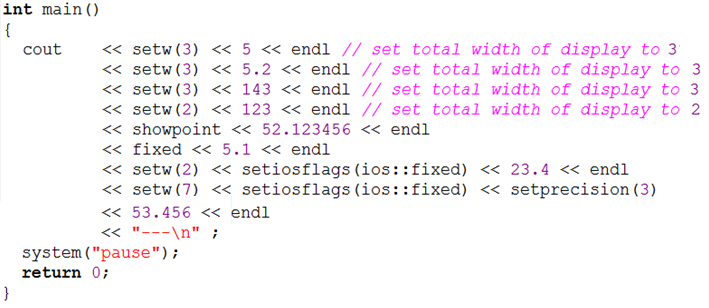 int main()
{
cout << setw(3) << 5 << endl // set total width of display to 3
<< setw(3) << 5.2 << endl // set total width of display to 3
<< setw(3) << 143 << endl // set total width of display to 3
<< setw(2) << 123 << endl // set total width of display to 2
<< showpoint << 52.123456 << endl
<< fixed << 5.1 << endl
<< setw(2) << setiosflags(ios::fixed) << 23.4 << endl
<< setw(7) << setiosflags(ios::fixed) << setprecision(3)
<< 53.456 << endl
<< "---\n" ;
system("pause");
return 0;
}